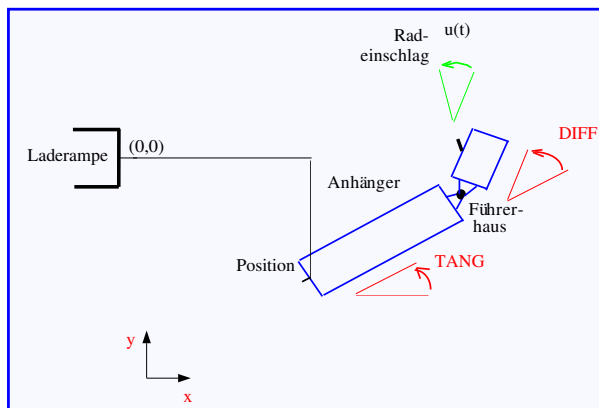 Rad-
einschlag
u(t)
Laderampe
(0,0)
DIFF
Anhänger
Führer-
haus
Position
TANG
y
x